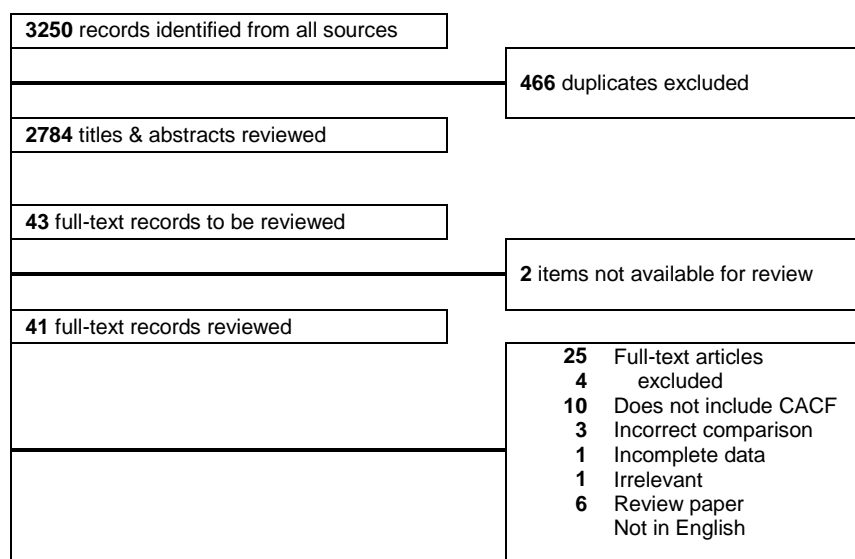 3250 records identified from all sources
466 duplicates excluded
2784 titles & abstracts reviewed
43 full-text records to be reviewed
2 items not available for review
41 full-text records reviewed
25 Full-text articles
4 excluded
10 Does not include CACF
3 Incorrect comparison
1 Incomplete data
1 Irrelevant
6 Review paper
Not in English